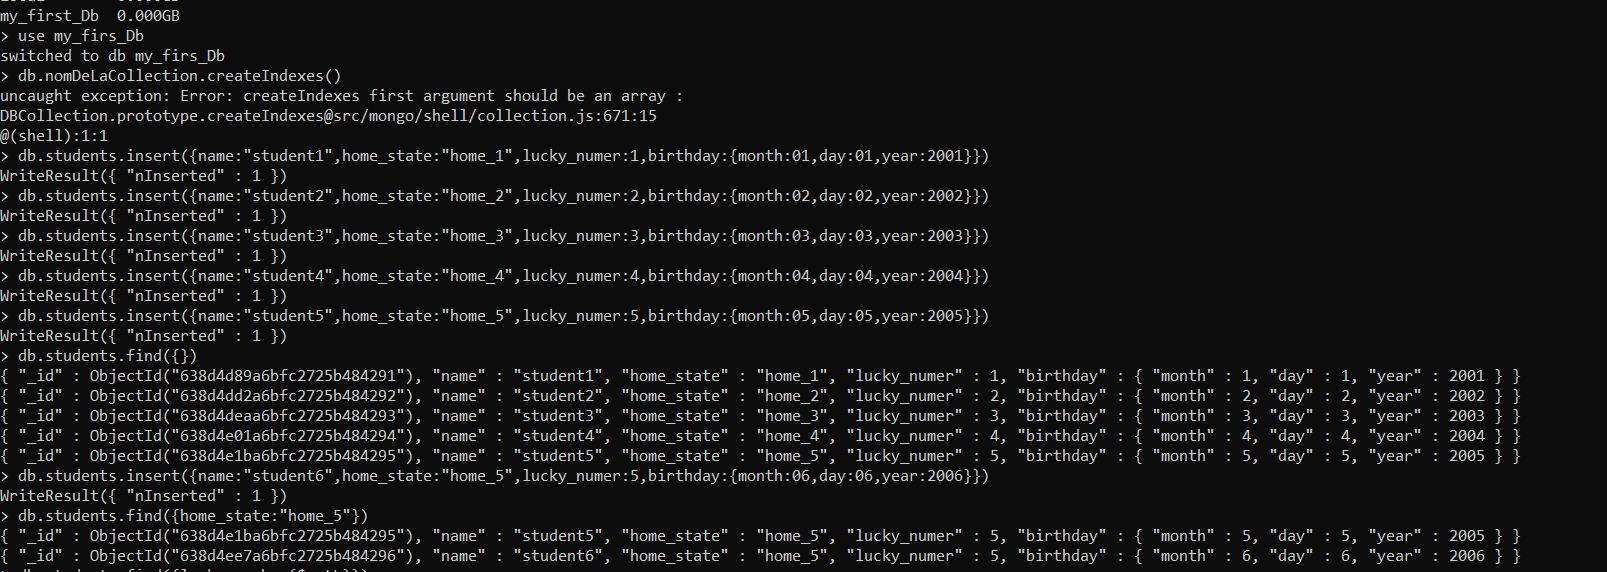 my_first_Db  0.000GB
> use my_firs_Db
switched to db my_firs_Db
> db.nomDeLaCollection.createIndexes()
uncaught exception: Error: createIndexes first argument should be an array :
DBCollection.prototype.createIndexes@src/mongo/shell/collection.js:671:15
@(shell):1:1
> db.students.insert({name:"student1",home_state:"home_1",lucky_numer:1,birthday:{month:01,day:01,year:2001}})
WriteResult({ "nInserted" : 1 })
> db.students.insert({name:"student2",home_state:"home_2",lucky_numer:2,birthday:{month:02,day:02,year:2002}})
WriteResult({ "nInserted" : 1 })
> db.students.insert({name:"student3",home_state:"home_3",lucky_numer:3,birthday:{month:03,day:03,year:2003}})
WriteResult({ "nInserted" : 1 })
> db.students.insert({name:"student4",home_state:"home_4",lucky_numer:4,birthday:{month:04,day:04,year:2004}})
WriteResult({ "nInserted" : 1 })
> db.students.insert({name:"student5",home_state:"home_5",lucky_numer:5,birthday:{month:05,day:05,year:2005}})
WriteResult({ "nInserted" : 1 })
> db.students.find({})
{ "_id" : ObjectId("638d4d89a6bfc2725b484291"), "name" : "student1", "home_state" : "home_1", "lucky_numer" : 1, "birthday" : { "month" : 1, "day" : 1, "year" : 2001 } }
{ "_id" : ObjectId("638d4dd2a6bfc2725b484292"), "name" : "student2", "home_state" : "home_2", "lucky_numer" : 2, "birthday" : { "month" : 2, "day" : 2, "year" : 2002 } }
{ "_id" : ObjectId("638d4deaa6bfc2725b484293"), "name" : "student3", "home_state" : "home_3", "lucky_numer" : 3, "birthday" : { "month" : 3, "day" : 3, "year" : 2003 } }
{ "_id" : ObjectId("638d4e01a6bfc2725b484294"), "name" : "student4", "home_state" : "home_4", "lucky_numer" : 4, "birthday" : { "month" : 4, "day" : 4, "year" : 2004 } }
{ "_id" : ObjectId("638d4e1ba6bfc2725b484295"), "name" : "student5", "home_state" : "home_5", "lucky_numer" : 5, "birthday" : { "month" : 5, "day" : 5, "year" : 2005 } }
> db.students.insert({name:"student6",home_state:"home_5",lucky_numer:5,birthday:{month:06,day:06,year:2006}})
WriteResult({ "nInserted" : 1 })
> db.students.find({home_state:"home_5"})
{ "_id" : ObjectId("638d4e1ba6bfc2725b484295"), "name" : "student5", "home_state" : "home_5", "lucky_numer" : 5, "birthday" : { "month" : 5, "day" : 5, "year" : 2005 } }
{ "_id" : ObjectId("638d4ee7a6bfc2725b484296"), "name" : "student6", "home_state" : "home_5", "lucky_numer" : 5, "birthday" : { "month" : 6, "day" : 6, "year" : 2006 } }